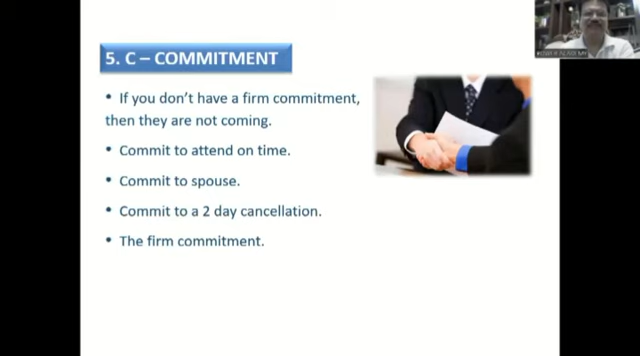 5. C – COMMITMENT
• If you don't have a firm commitment,
then they are not coming.
• Commit to attend on time.
• Commit to spouse.
• Commit to a 2 day cancellation.
• The firm commitment.